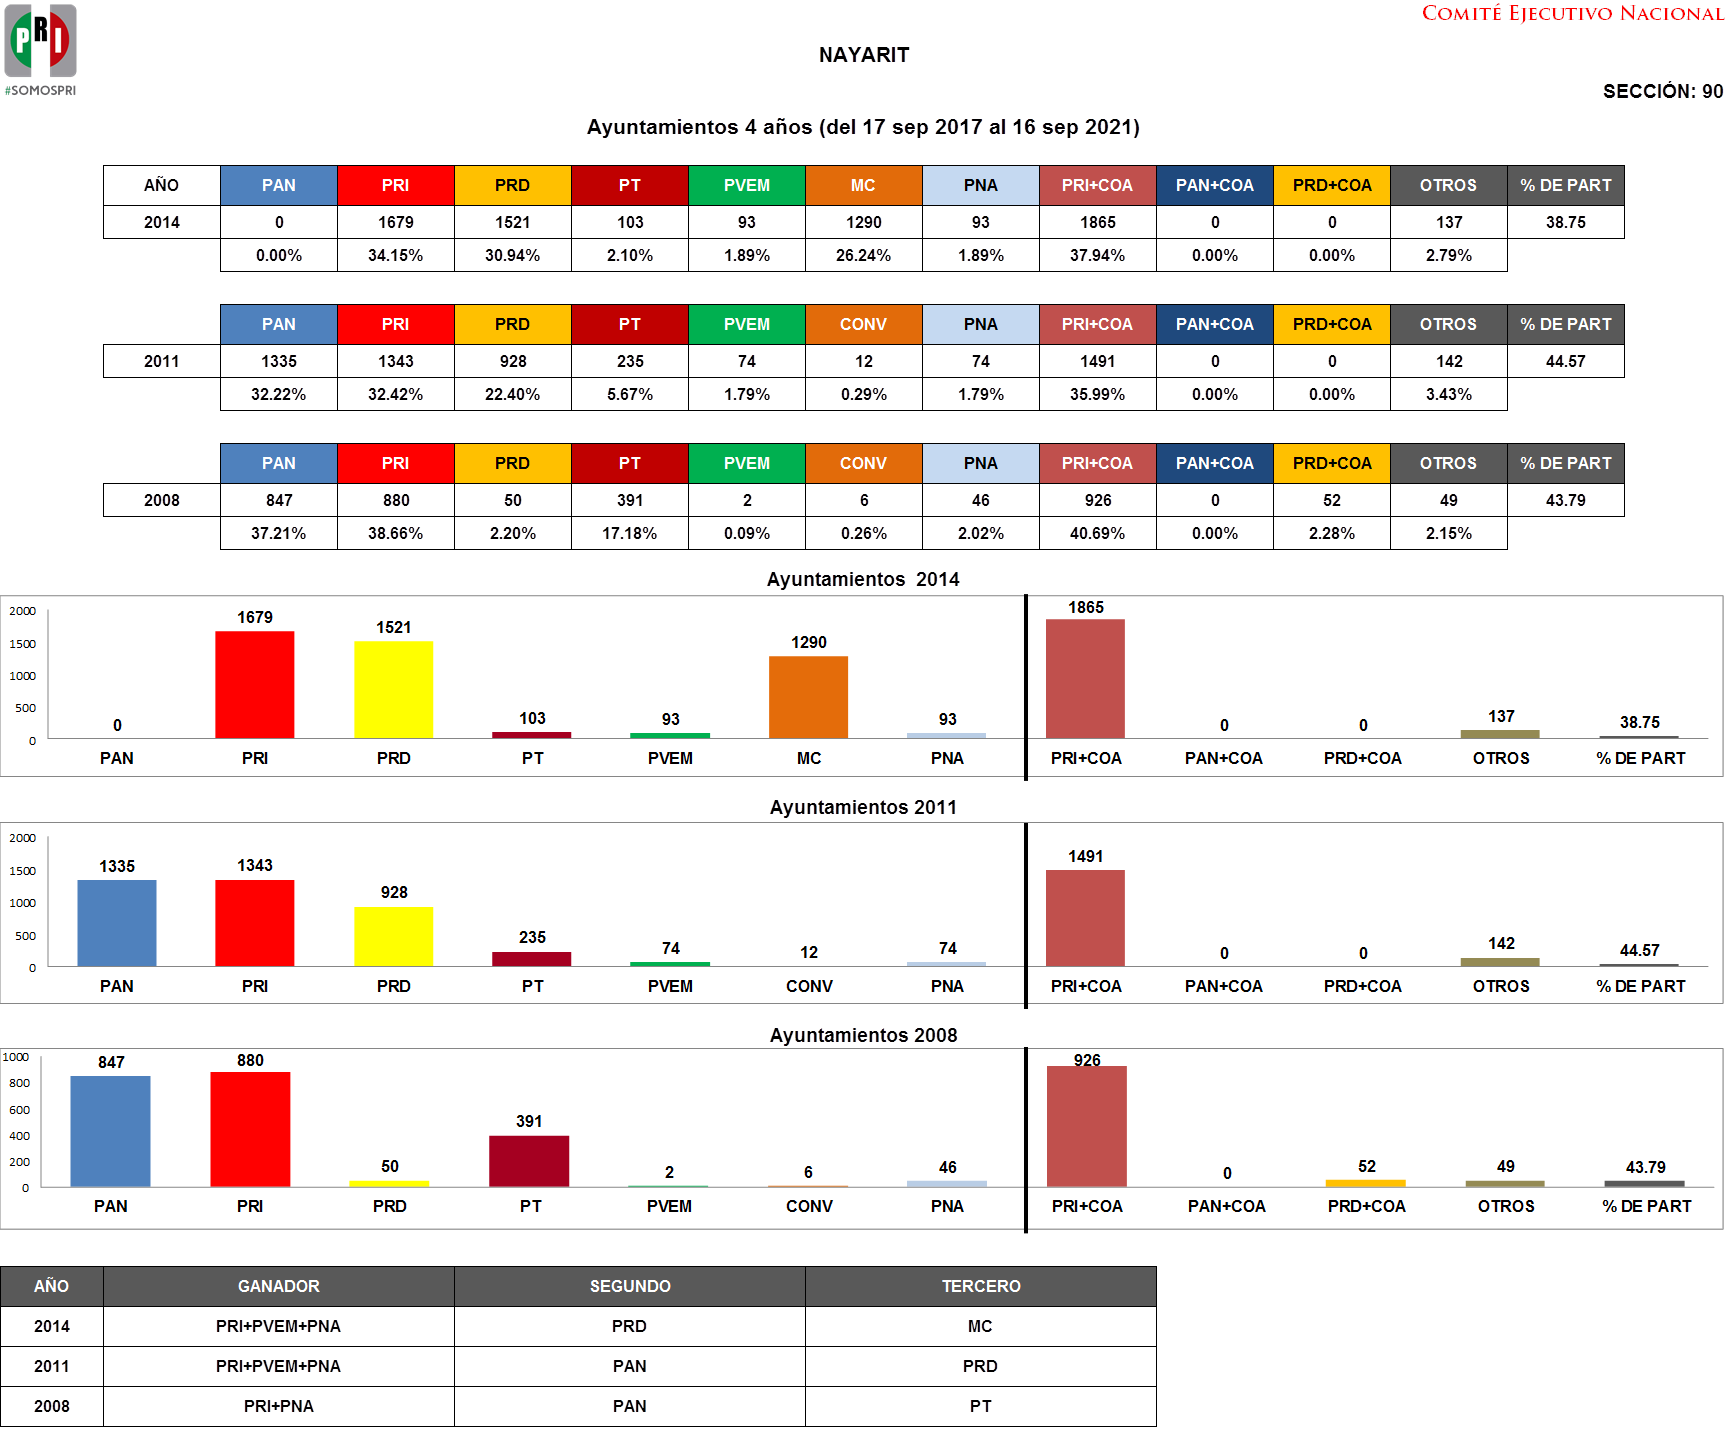 COMITÉ EJECUTIVO NACIONAL
PRI
#SOMOSPRI
NAYARIT
SECCIÓN: 90
Ayuntamientos 4 años (del 17 sep 2017 al 16 sep 2021)
AÑO PAN PRI PRD PT PVEM MC PNA PRI+COA PAN+COA PRD+COA OTROS % DE PART
2014 0 1679 1521 103 93 1290 93 1865 0 0 137 38.75
0.00% 34.15% 30.94% 2.10% 1.89% 26.24% 1.89% 37.94% 0.00% 0.00% 2.79%
PAN PRI PRD PT PVEM CONV PNA PRI+COA PAN+COA PRD+COA OTROS % DE PART
2011 1335 1343 928 235 74 12 74 1491 0 0 142 44.57
32.22% 32.42% 22.40% 5.67% 1.79% 0.29% 1.79% 35.99% 0.00% 0.00% 3.43%
PAN PRI PRD PT PVEM CONV PNA PRI+COA PAN+COA PRD+COA OTROS % DE PART
2008 847 880 50 391 2 6 46 926 0 52 49 43.79
37.21% 38.66% 2.20% 17.18% 0.09% 0.26% 2.02% 40.69% 0.00% 2.28% 2.15%
Ayuntamientos 2014
2000
1500
1000
500
0
0 1679 1521 103 93 1290 93 1865 0 0 137 38.75
PAN PRI PRD PT PVEM MC PNA PRI+COA PAN+COA PRD+COA OTROS % DE PART
Ayuntamientos 2011
2000
1500
1000
500
0
1335 1343 928 235 74 12 74 1491 0 0 142 44.57
PAN PRI PRD PT PVEM CONV PNA PRI+COA PAN+COA PRD+COA OTROS % DE PART
Ayuntamientos 2008
1000
800
600
400
200
0
847 880 50 391 2 6 46 926 0 52 49 43.79
PAN PRI PRD PT PVEM CONV PNA PRI+COA PAN+COA PRD+COA OTROS % DE PART
AÑO GANADOR SEGUNDO TERCERO
2014 PRI+PVEM+PNA PRD MC
2011 PRI+PVEM+PNA PAN PRD
2008 PRI+PNA PAN PT